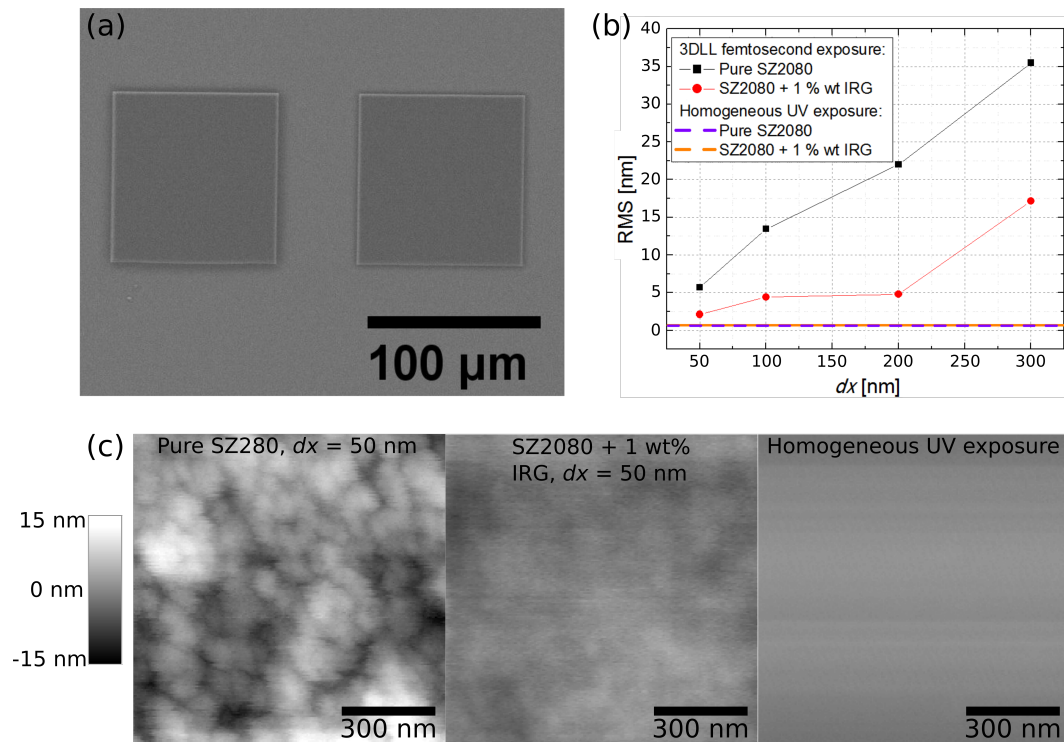 (a)
100 µm
(b)
40
35
30
25
20
15
10
5
0
RMS [nm]
3DLL femtosecond exposure:
Pure SZ2080
SZ2080 + 1 % wt IRG
Homogeneous UV exposure:
Pure SZ2080
SZ2080 + 1 % wt IRG
50 100 150 200 250 300
dx [nm]
(c)
15 nm
0 nm
-15 nm
Pure SZ280, dx = 50 nm
300 nm
SZ2080 + 1 wt%
IRG, dx = 50 nm
300 nm
Homogeneous UV exposure
300 nm